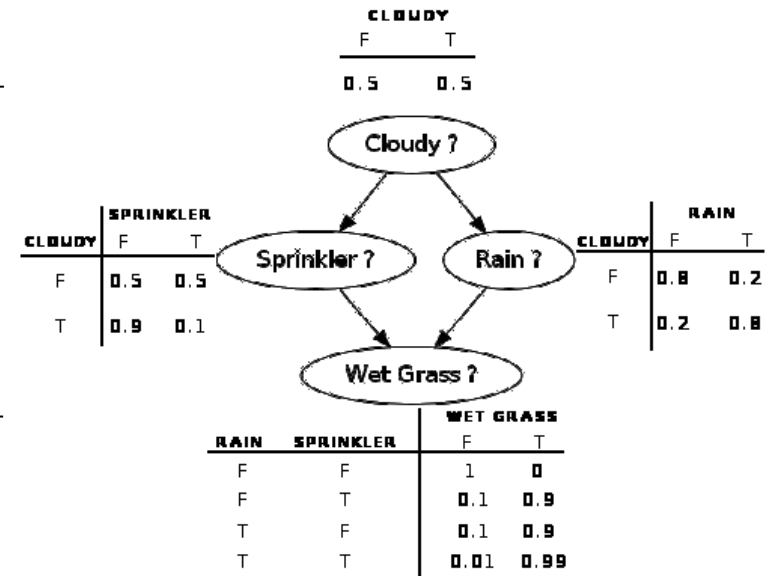 CLOUDY
F T
0.5 0.5
Cloudy ?
SPRINKLER
CLOUDY F T
F 0.5 0.5
T 0.9 0.1
Sprinkler ?
Rain ?
RAIN
CLOUDY F T
F 0.8 0.2
T 0.2 0.8
Wet Grass ?
WET GRASS
RAIN SPRINKLER F T
F F 1 0
F T 0.1 0.9
T F 0.1 0.9
T T 0.01 0.99